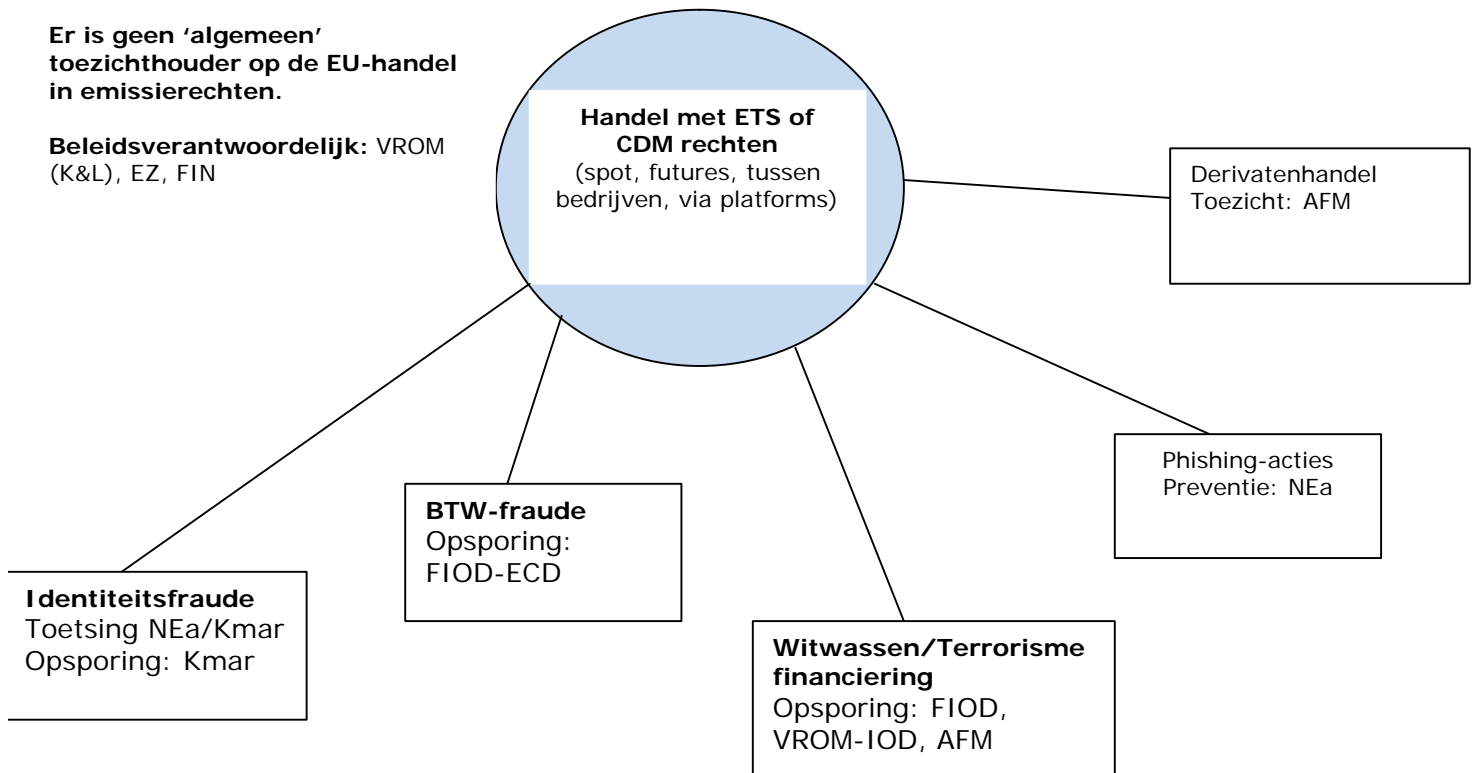 Er is geen ‘algemeen’
toezichthouder op de EU-handel
in emissierechten.
Beleidsverantwoordelijk: VROM
(K&L), EZ, FIN
Handel met ETS of
CDM rechten
(spot, futures, tussen
bedrijven, via platforms)
Derivatenhandel
Toezicht: AFM
Phishing-acties
Preventie: NEa
BTW-fraude
Opsporing:
FIOD-ECD
Identiteitsfraude
Toetsing NEa/Kmar
Opsporing: Kmar
Witwassen/Terrorisme
financiering
Opsporing: FIOD,
VROM-IOD, AFM